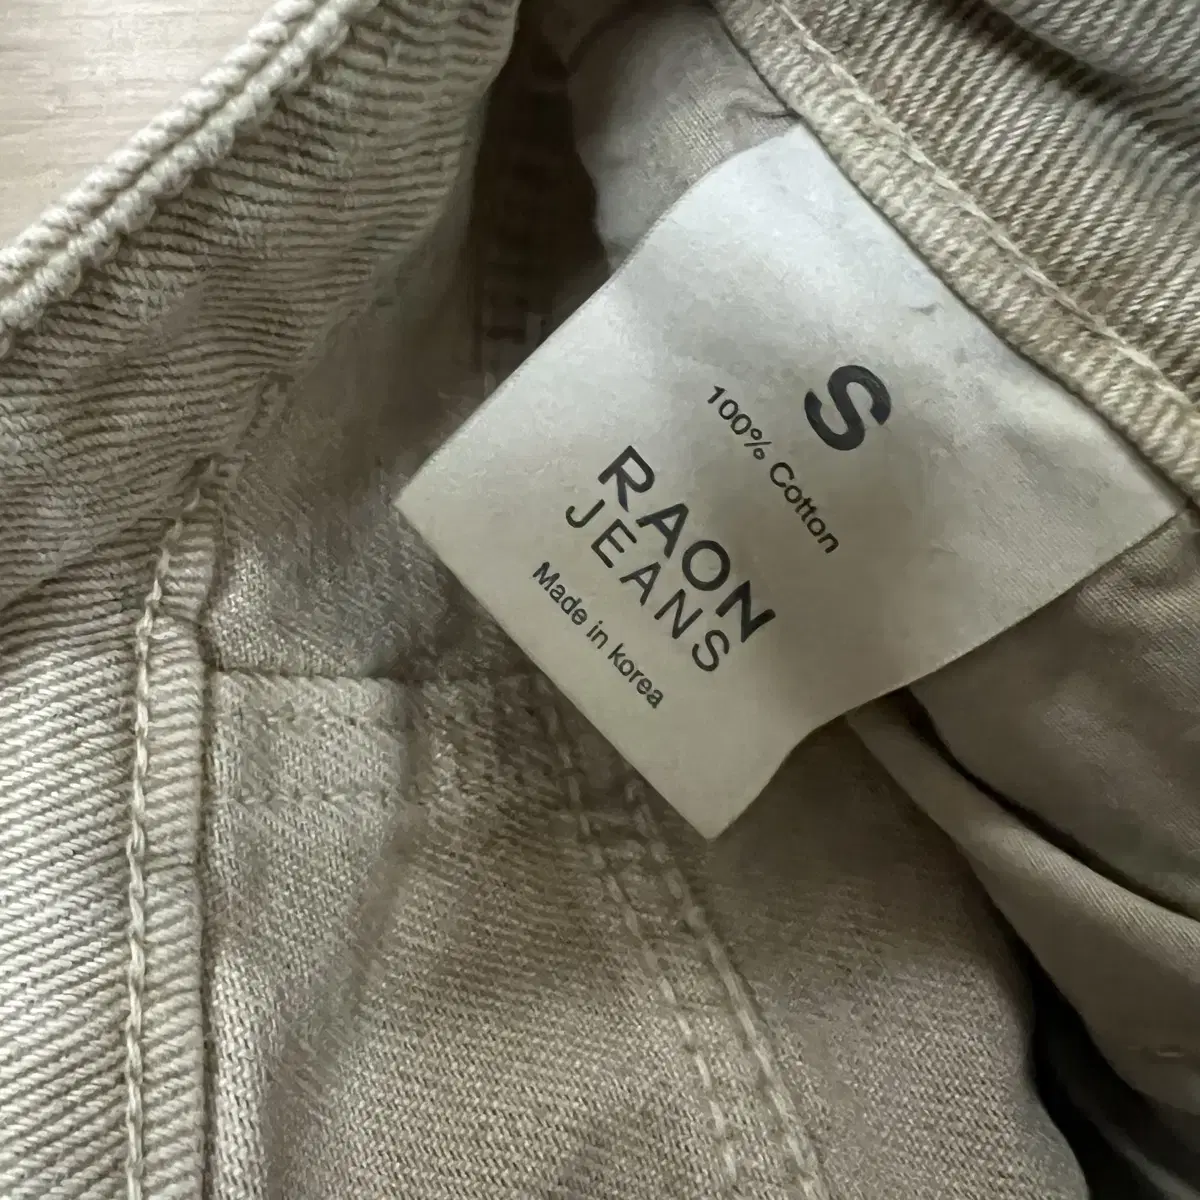 S
100% Cotton
RAON
JEANS
Made in korea